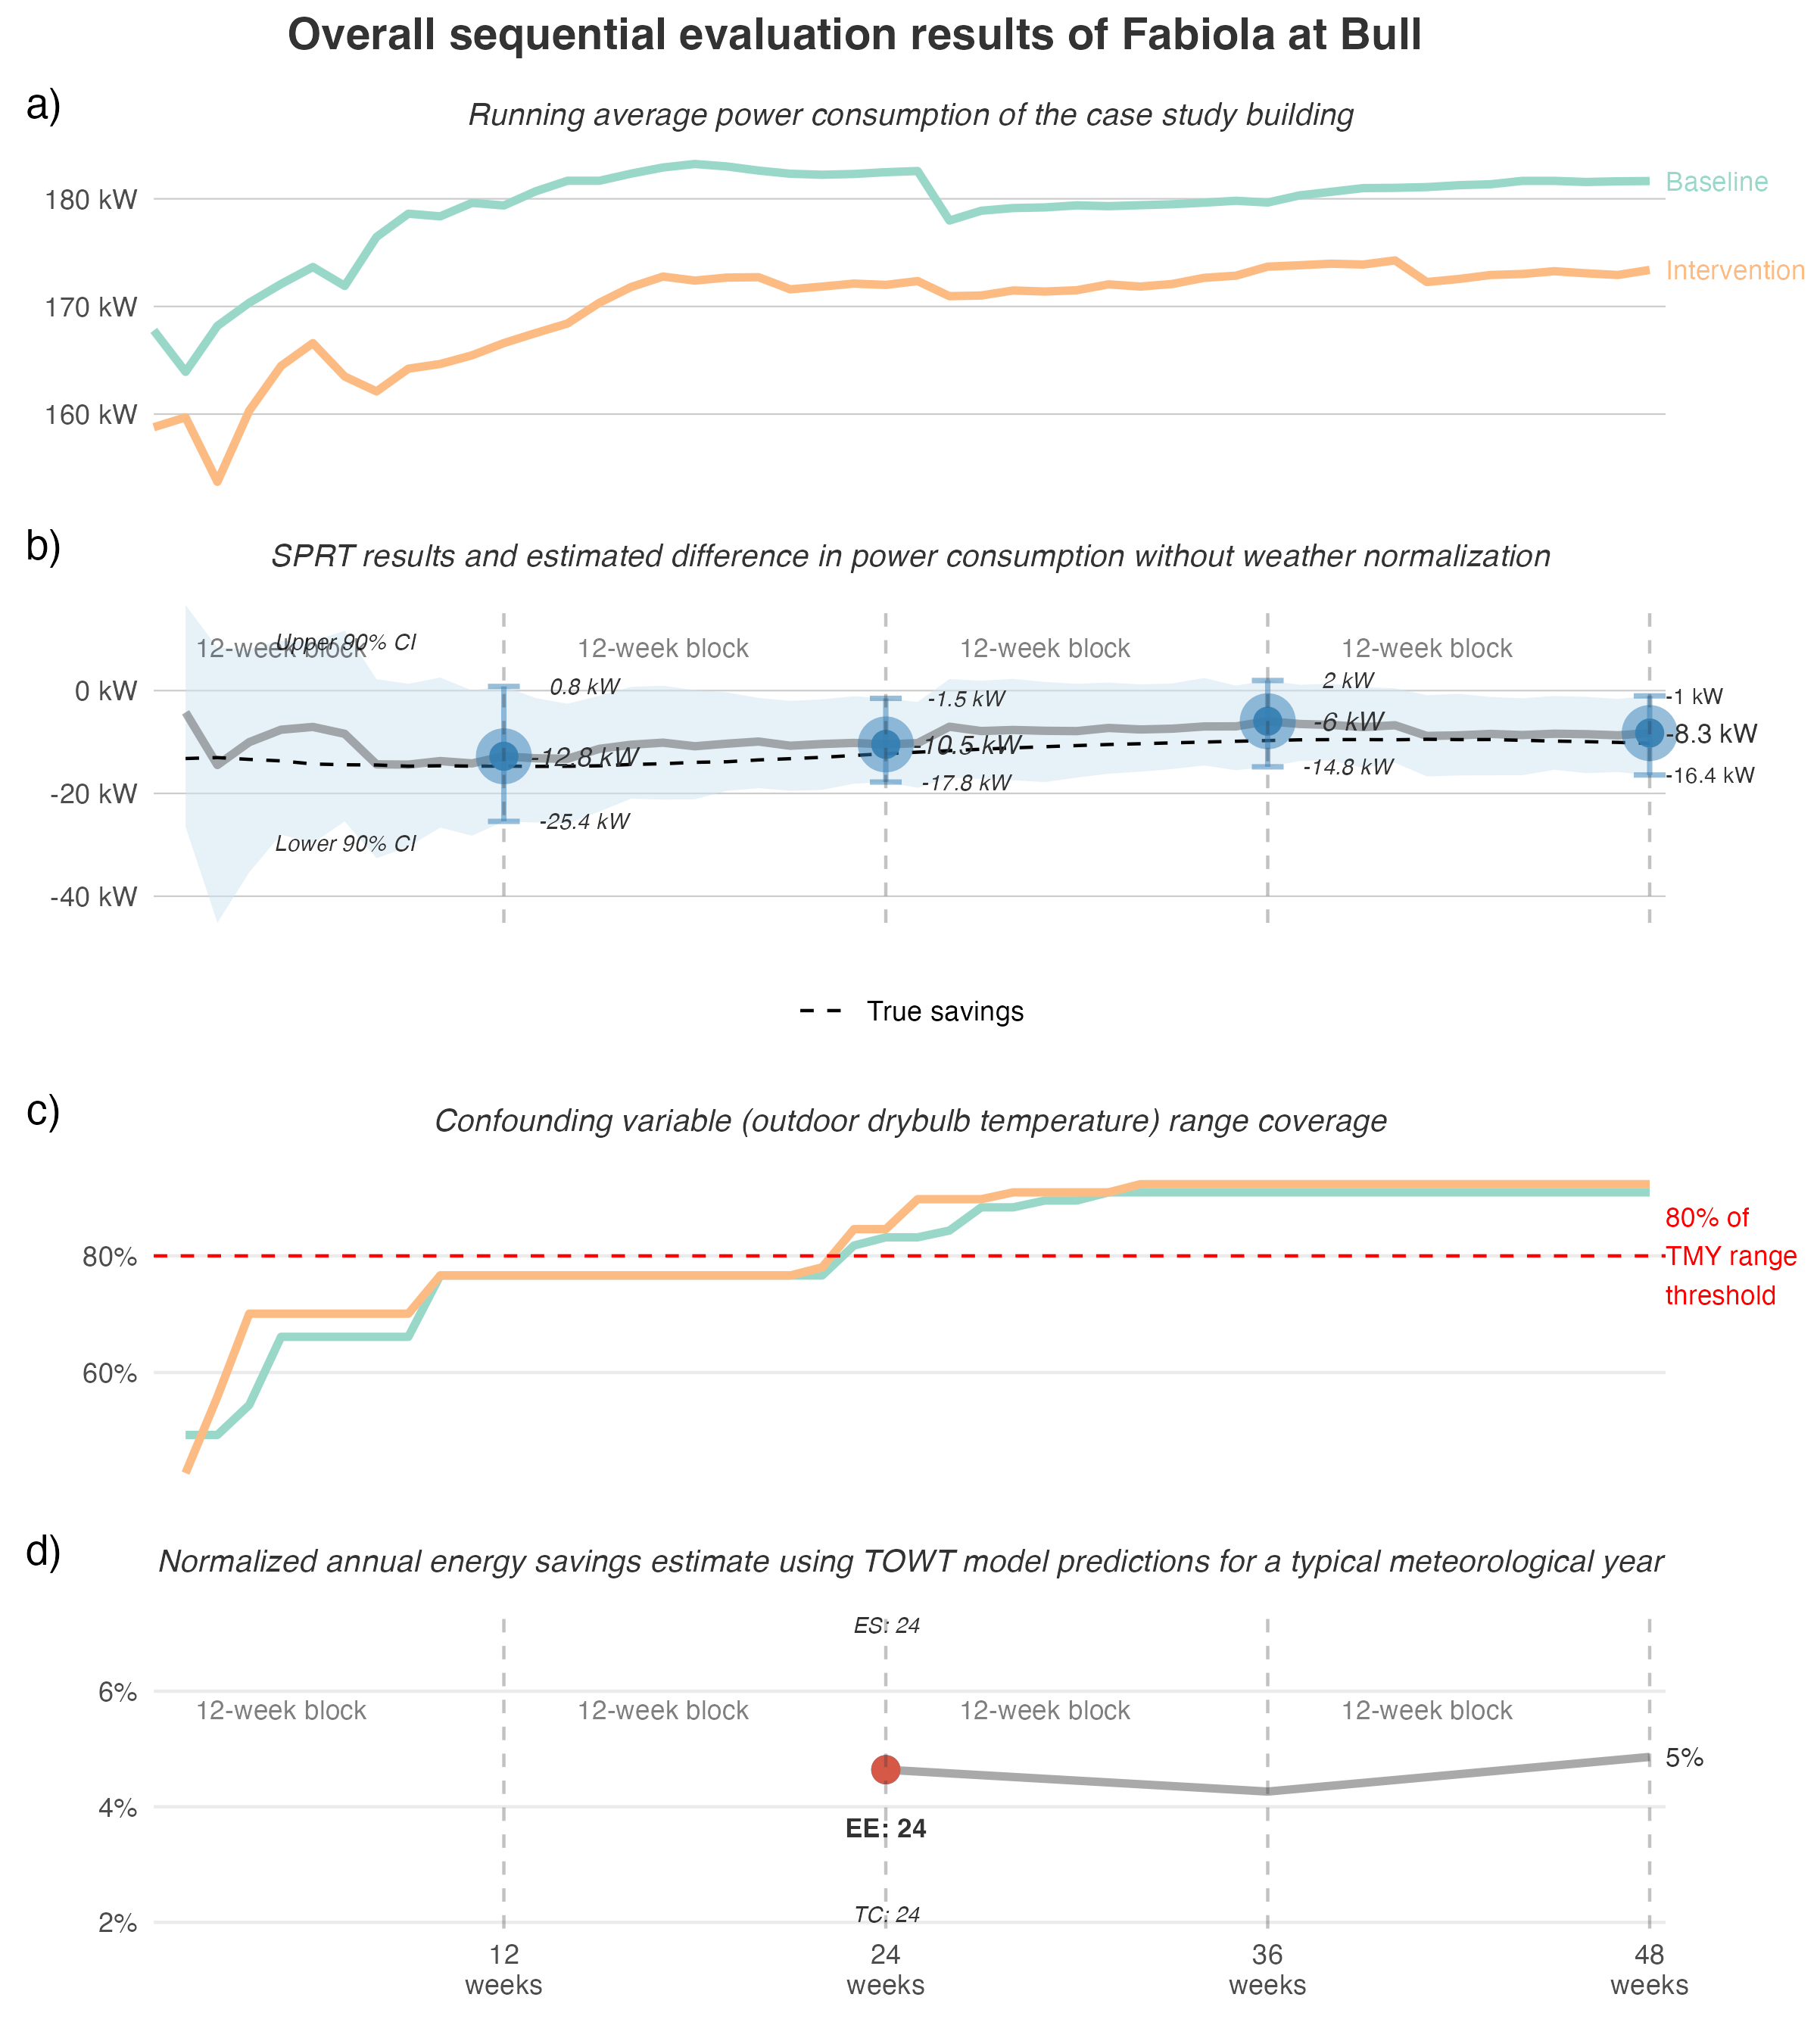 Overall sequential evaluation results of Fabiola at Bull
a)
Running average power consumption of the case study building
180 kW
170 kW
160 kW
Baseline
Intervention
b)
SPRT results and estimated difference in power consumption without weather normalization
12-week block
12-week block
12-week block
12-week block
Upper 90% CI
Lower 90% CI
0 kW
-20 kW
-40 kW
0.8 kW
-12.8 kW
-25.4 kW
-1.5 kW
-10.5 kW
-17.8 kW
2 kW
-6 kW
-14.8 kW
-1 kW
-8.3 kW
-16.4 kW
True savings
c)
Confounding variable (outdoor drybulb temperature) range coverage
80%
60%
80% of
TMY range
threshold
d)
Normalized annual energy savings estimate using TOWT model predictions for a typical meteorological year
ES: 24
6%
12-week block
12-week block
12-week block
12-week block
5%
4%
EE: 24
TC: 24
2%
12
weeks
24
weeks
36
weeks
48
weeks